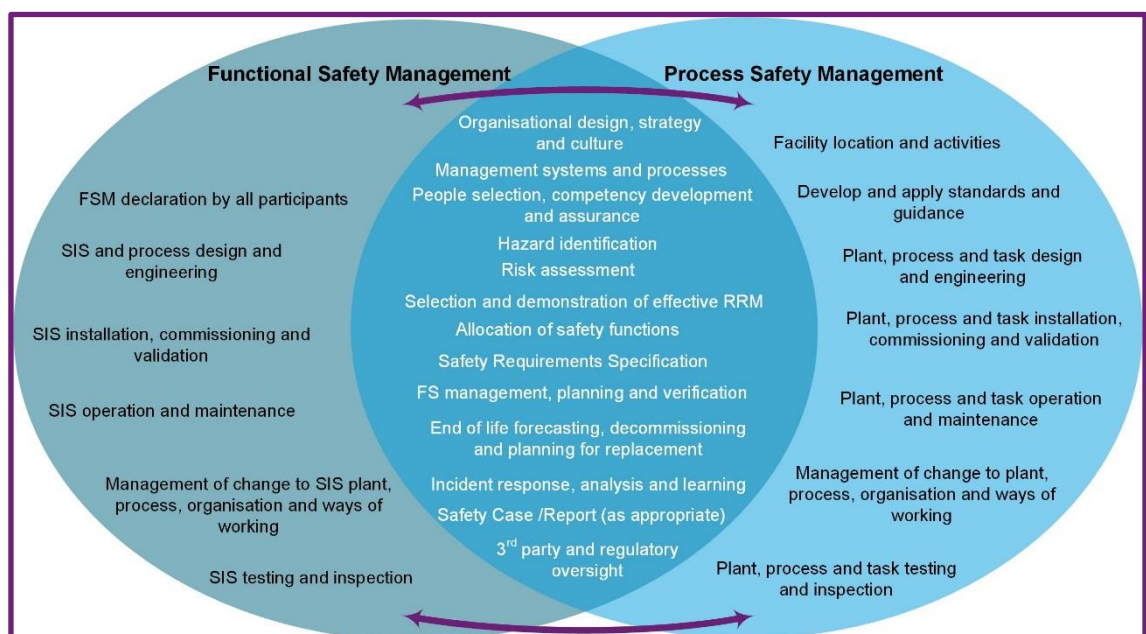 Functional Safety Management
Process Safety Management
FSM declaration by all participants
SIS and process design and
engineering
SIS installation, commissioning and
validation
SIS operation and maintenance
Management of change to SIS plant,
process, organisation and ways of
working
SIS testing and inspection
Organisational design, strategy
and culture
Management systems and processes
People selection, competency development
and assurance
Hazard identification
Risk assessment
Selection and demonstration of effective RRM
Allocation of safety functions
Safety Requirements Specification
FS management, planning and verification
End of life forecasting, decommissioning
and planning for replacement
Incident response, analysis and learning
Safety Case /Report (as appropriate)
3rd party and regulatory
oversight
Facility location and activities
Develop and apply standards and
guidance
Plant, process and task design
and engineering
Plant, process and task installation,
commissioning and validation
Plant, process and task operation
and maintenance
Management of change to plant,
process, organisation and ways of
working
Plant, process and task testing
and inspection